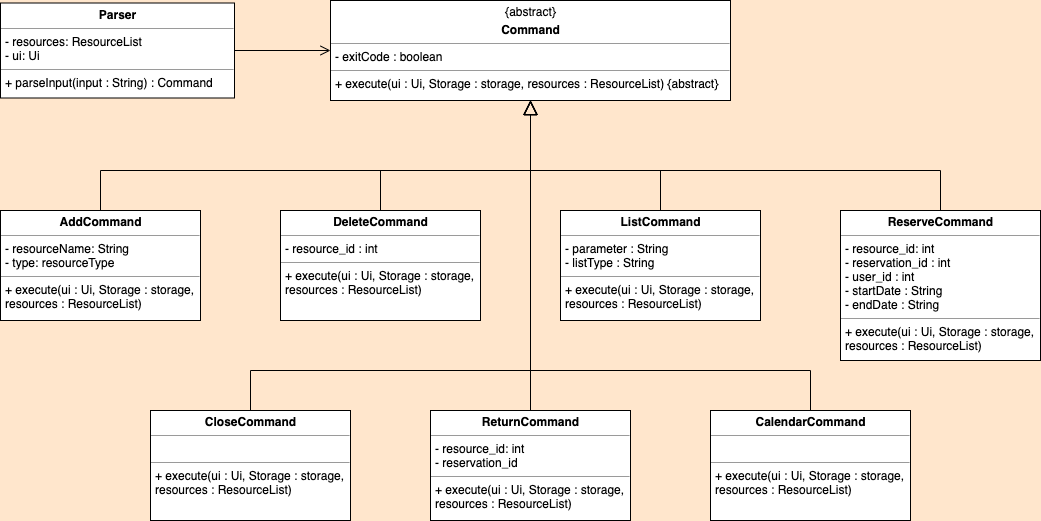 Parser
- resources: ResourceList
- ui: Ui
+ parseInput(input : String) : Command
{abstract}
Command
- exitCode : boolean
+ execute(ui : Ui, Storage : storage, resources : ResourceList) {abstract}
AddCommand
- resourceName: String
- type: resourceType
+ execute(ui : Ui, Storage : storage,
resources : ResourceList)
DeleteCommand
- resource_id : int
+ execute(ui : Ui, Storage : storage,
resources : ResourceList)
ListCommand
- parameter : String
- listType : String
+ execute(ui : Ui, Storage : storage,
resources : ResourceList)
ReserveCommand
- resource_id: int
- reservation_id : int
- user_id : int
- startDate : String
- endDate : String
+ execute(ui : Ui, Storage : storage,
resources : ResourceList)
CloseCommand
+ execute(ui : Ui, Storage : storage,
resources : ResourceList)
ReturnCommand
- resource_id: int
- reservation_id
+ execute(ui : Ui, Storage : storage,
resources : ResourceList)
CalendarCommand
+ execute(ui : Ui, Storage : storage,
resources : ResourceList)